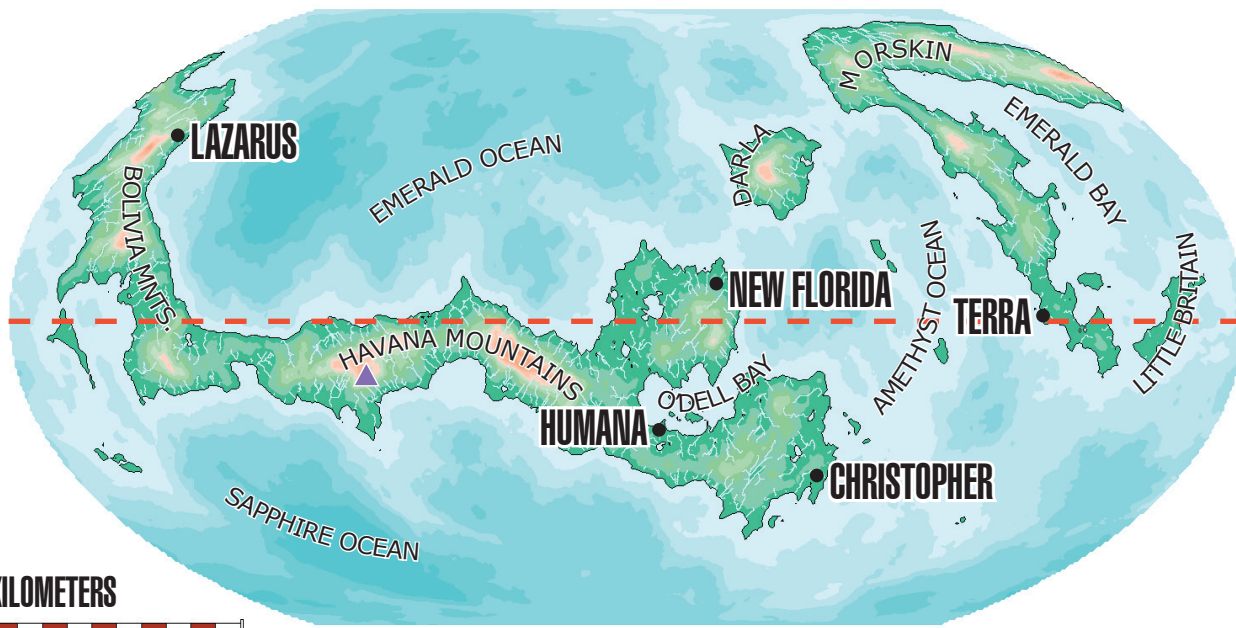 MORSKIN
LAZARUS
EMERALD OCEAN
DARLA
EMERALD BAY
BOLIVIA MNTS.
NEW FLORIDA
AMETHYST OCEAN
TERRA
LITTLE BRITAIN
HAVANA MOUNTAINS
O'DELL BAY
HUMANA
CHRISTOPHER
SAPPHIRE OCEAN
KILOMETERS